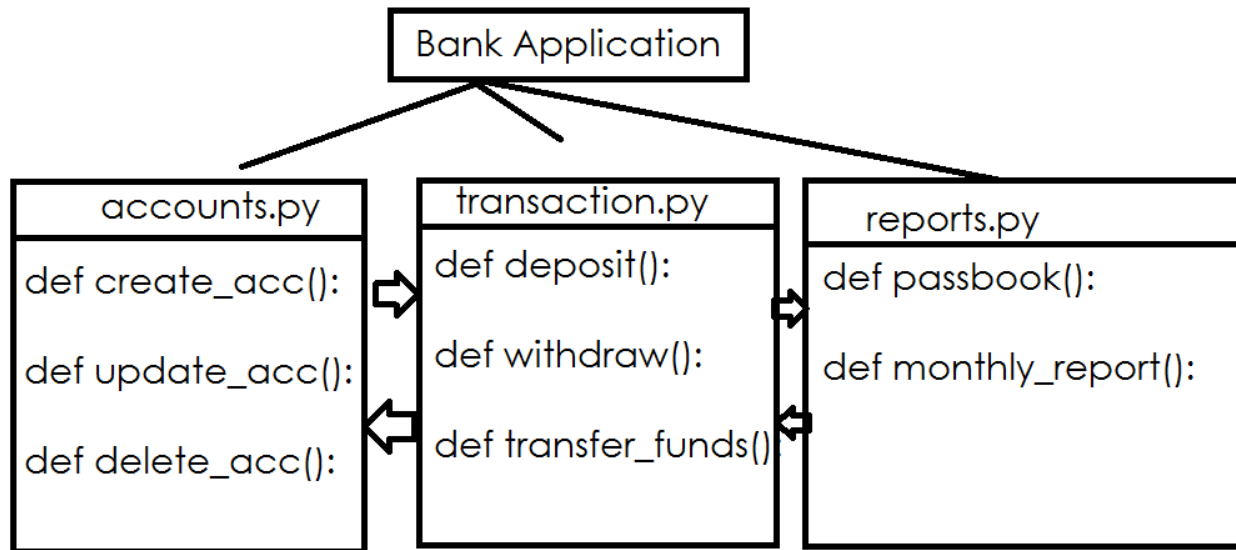 Bank Application
accounts.py
def create_acc():
def update_acc():
def delete_acc():
transaction.py
def deposit():
def withdraw():
def transfer_funds():
reports.py
def passbook():
def monthly_report():